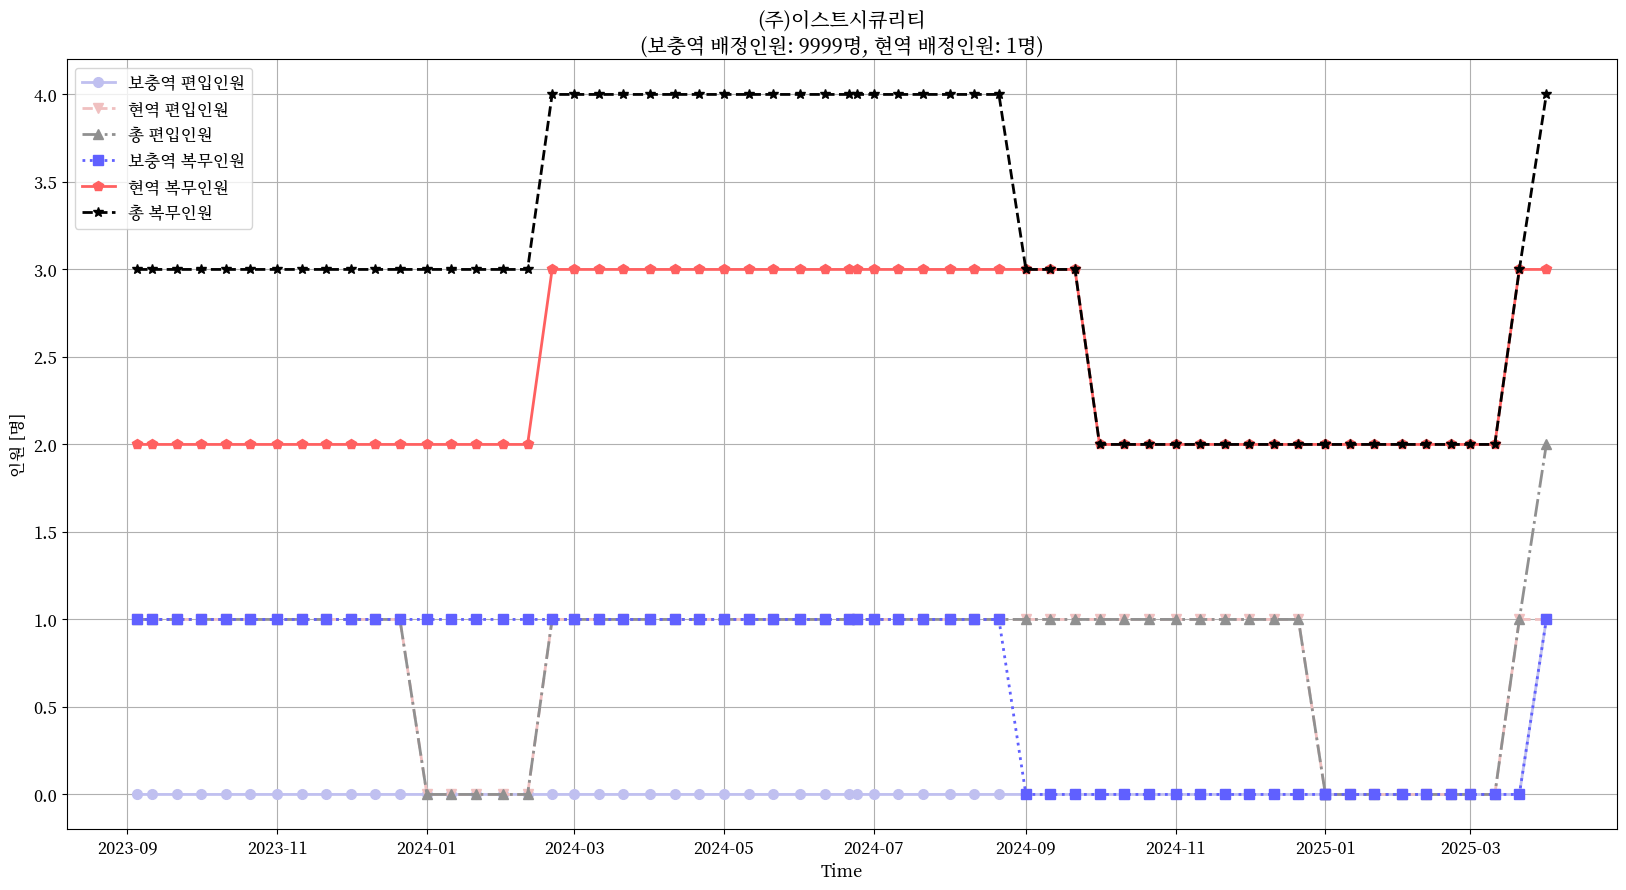 (주)이스트시큐리티
(보충역 배정인원: 9999명, 현역 배정인원: 1명)
보충역 편입인원
현역 편입인원
총 편입인원
보충역 복무인원
현역 복무인원
총 복무인원
4.0
3.5
3.0
2.5
2.0
1.5
1.0
0.5
0.0
인원 [명]
2023-09 2023-11 2024-01 2024-03 2024-05 2024-07 2024-09 2024-11 2025-01 2025-03
Time